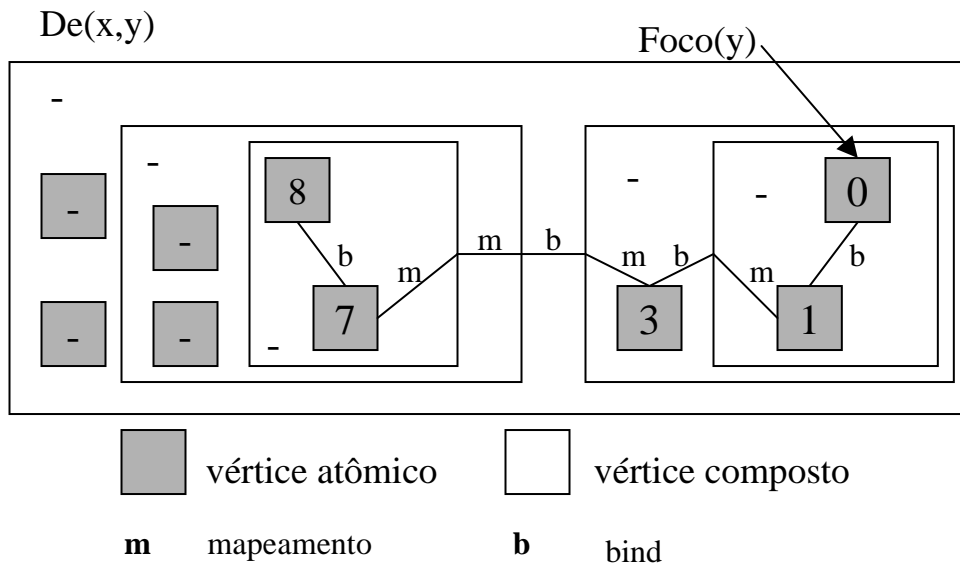 De(x,y)
Foco(y)
-
-
8
-
-
0
-
-
b
m
m
b
m
b
m
b
-
-
7
-
3
1
vértice atômico
vértice composto
m mapeamento
b bind